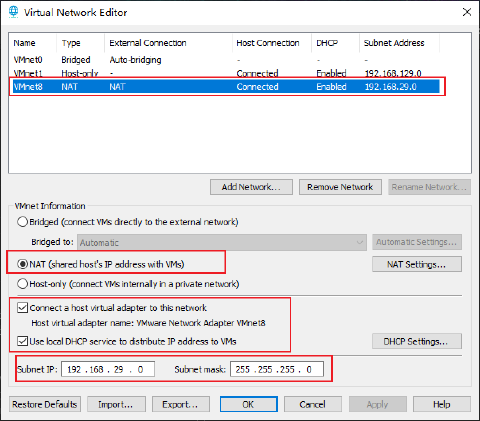 Virtual Network Editor
Name Type External Connection Host Connection DHCP Subnet Address
VMnet0 Bridged Auto-bridging - - -
VMnet1 Host-only - Connected Enabled 192.168.129.0
VMnet8 NAT NAT Connected Enabled 192.168.29.0
Add Network... Remove Network Rename Network...
VMnet Information
Bridged (connect VMs directly to the external network)
Bridged to: Automatic Automatic Settings...
NAT (shared host's IP address with VMs) NAT Settings...
Host-only (connect VMs internally in a private network)
Connect a host virtual adapter to this network
Host virtual adapter name: VMware Network Adapter VMnet8
Use local DHCP service to distribute IP address to VMs DHCP Settings...
Subnet IP: 192 .168 . 29 . 0 Subnet mask: 255 .255 .255 . 0
Restore Defaults Import... Export... OK Cancel Apply Help